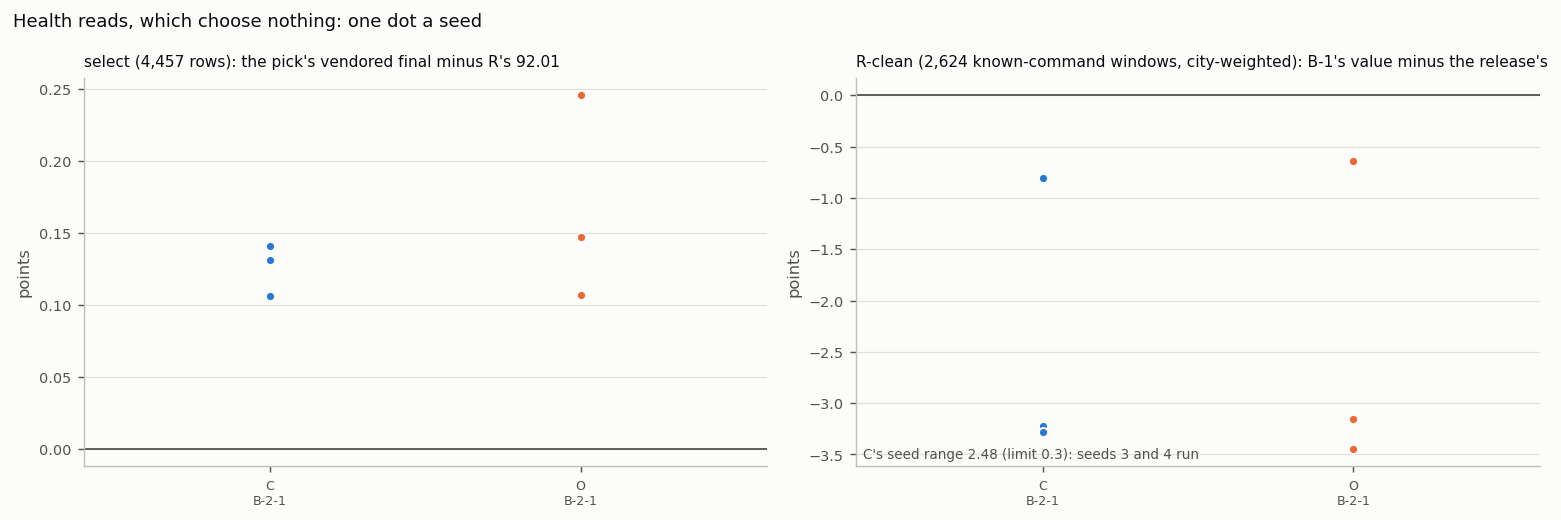 Health reads, which choose nothing: one dot a seed
select (4,457 rows): the pick's vendored final minus R's 92.01
points
0.25
0.20
0.15
0.10
0.05
0.00
C
B-2-1
O
B-2-1
R-clean (2,624 known-command windows, city-weighted): B-1's value minus the release's
points
0.0
−0.5
−1.0
−1.5
−2.0
−2.5
−3.0
−3.5
C's seed range 2.48 (limit 0.3): seeds 3 and 4 run
C
B-2-1
O
B-2-1